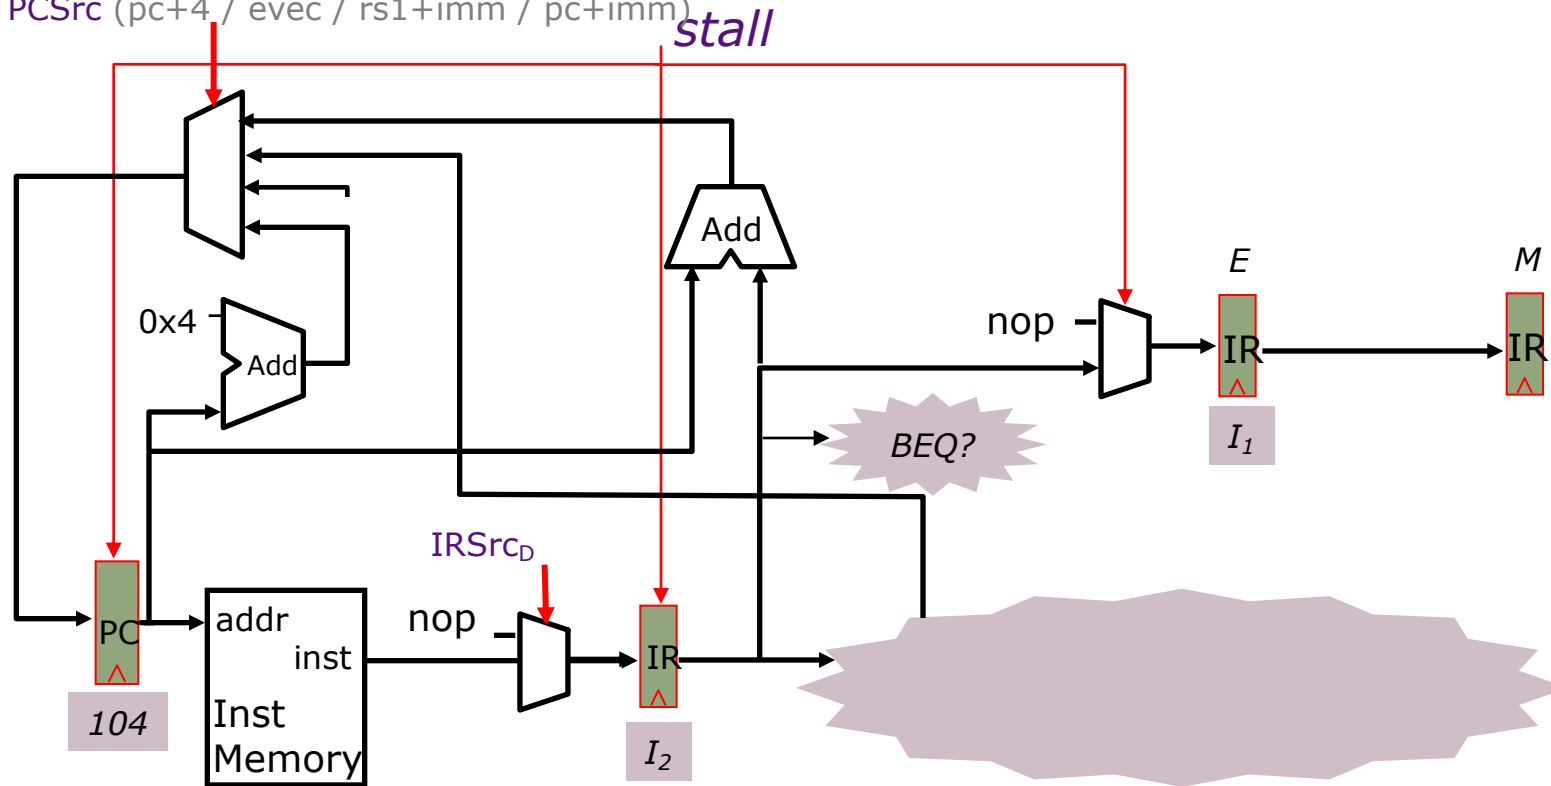 PCSrc (pc+4 / evec / rs1+imm / pc+imm)
stall
Add
E
M
0x4
Add
nop
IR
IR
BEQ?
I1
IRSrcD
PC
addr
inst
Inst
Memory
nop
IR
104
I2